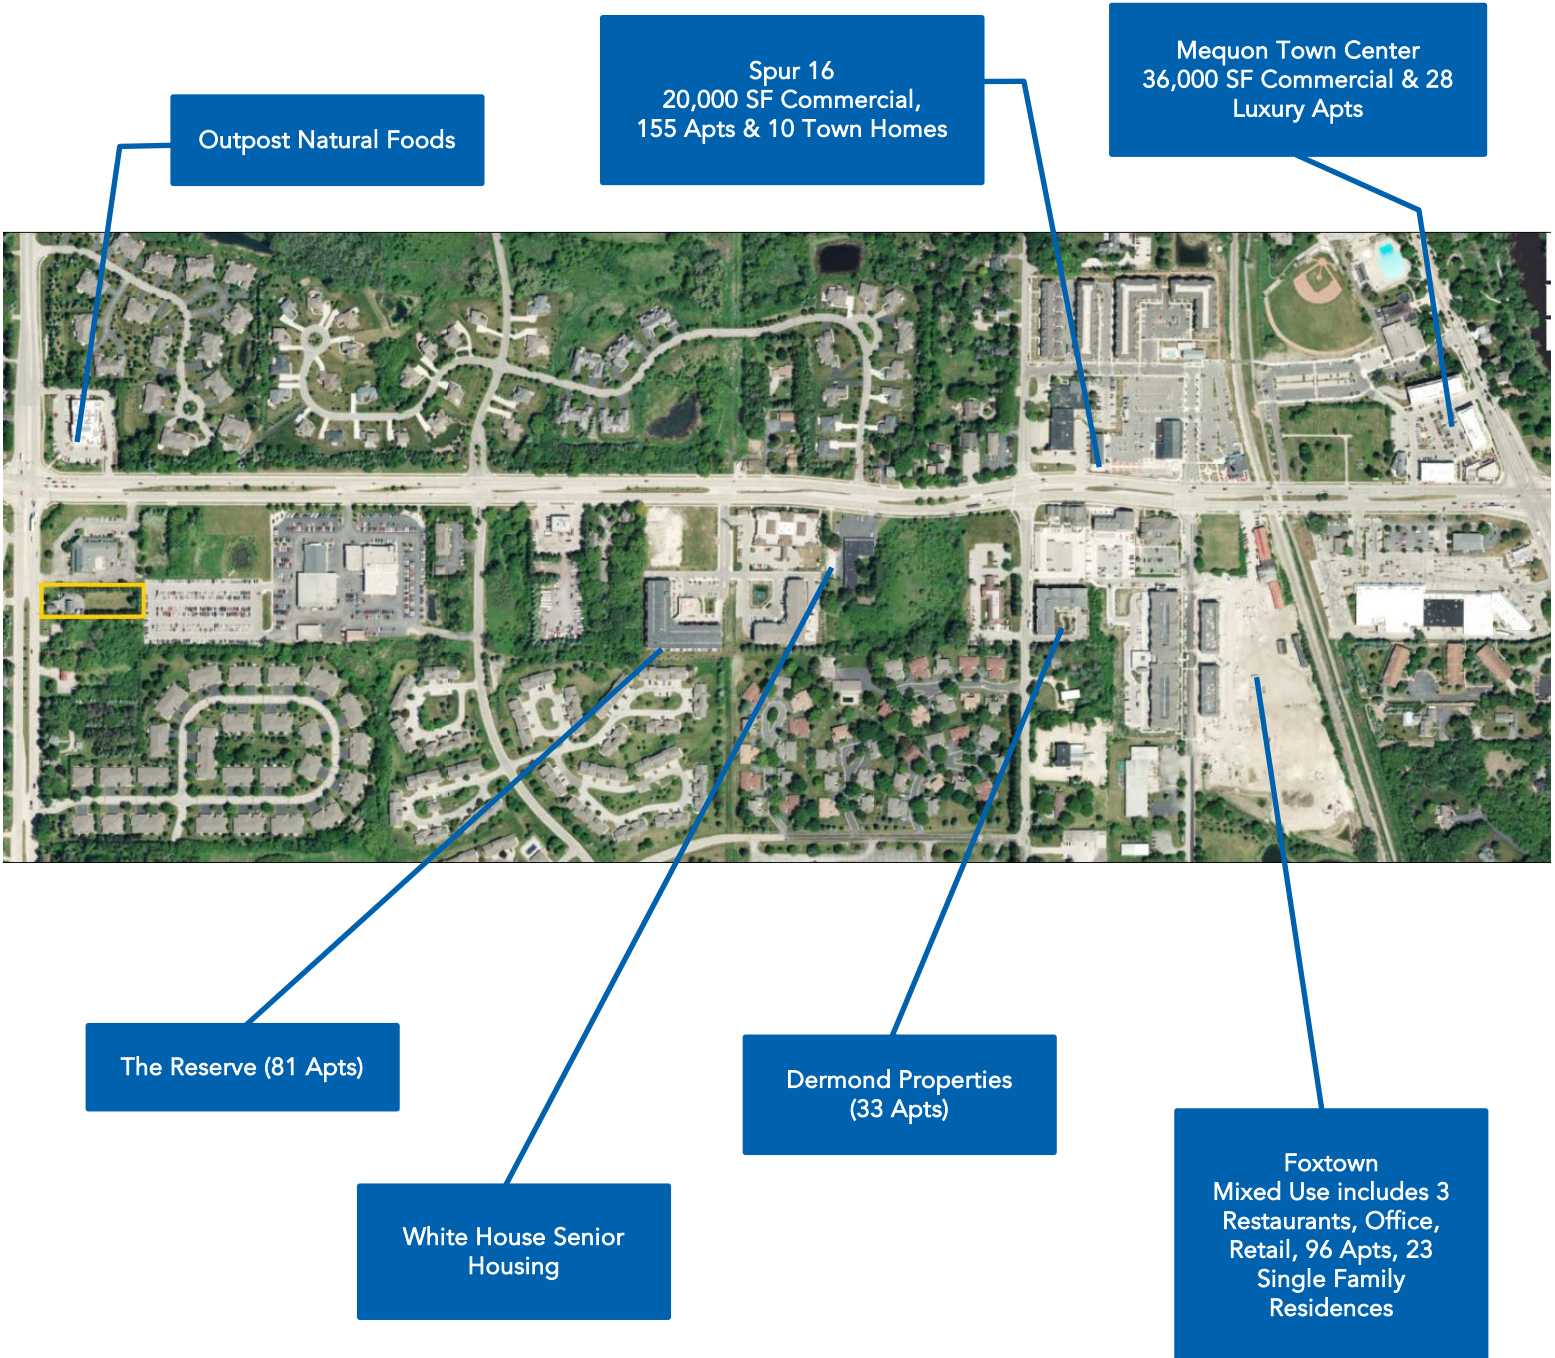 Mequon Town Center
36,000 SF Commercial & 28
Luxury Apts
Spur 16
20,000 SF Commercial,
155 Apts & 10 Town Homes
Outpost Natural Foods
The Reserve (81 Apts)
Dermond Properties
(33 Apts)
White House Senior
Housing
Foxtown
Mixed Use includes 3
Restaurants, Office,
Retail, 96 Apts, 23
Single Family
Residences